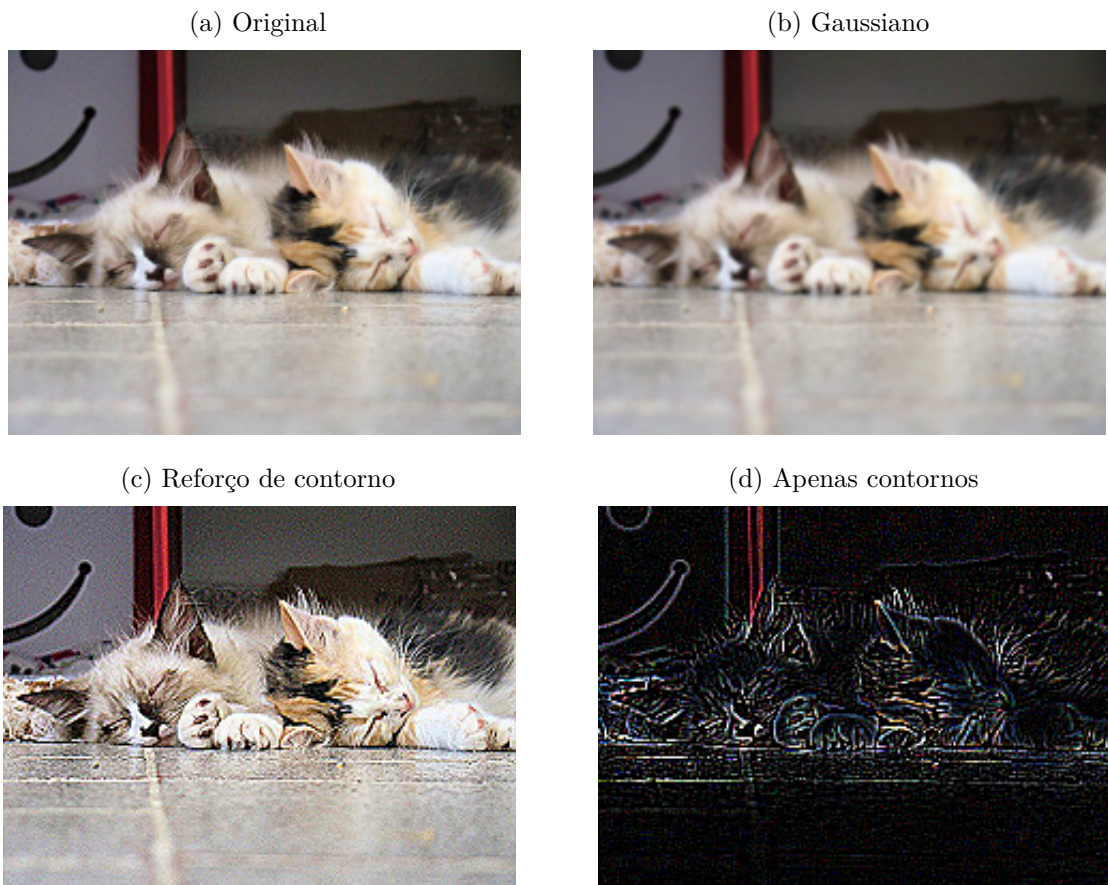 (a) Original
(b) Gaussiano
(c) Reforço de contorno
(d) Apenas contornos